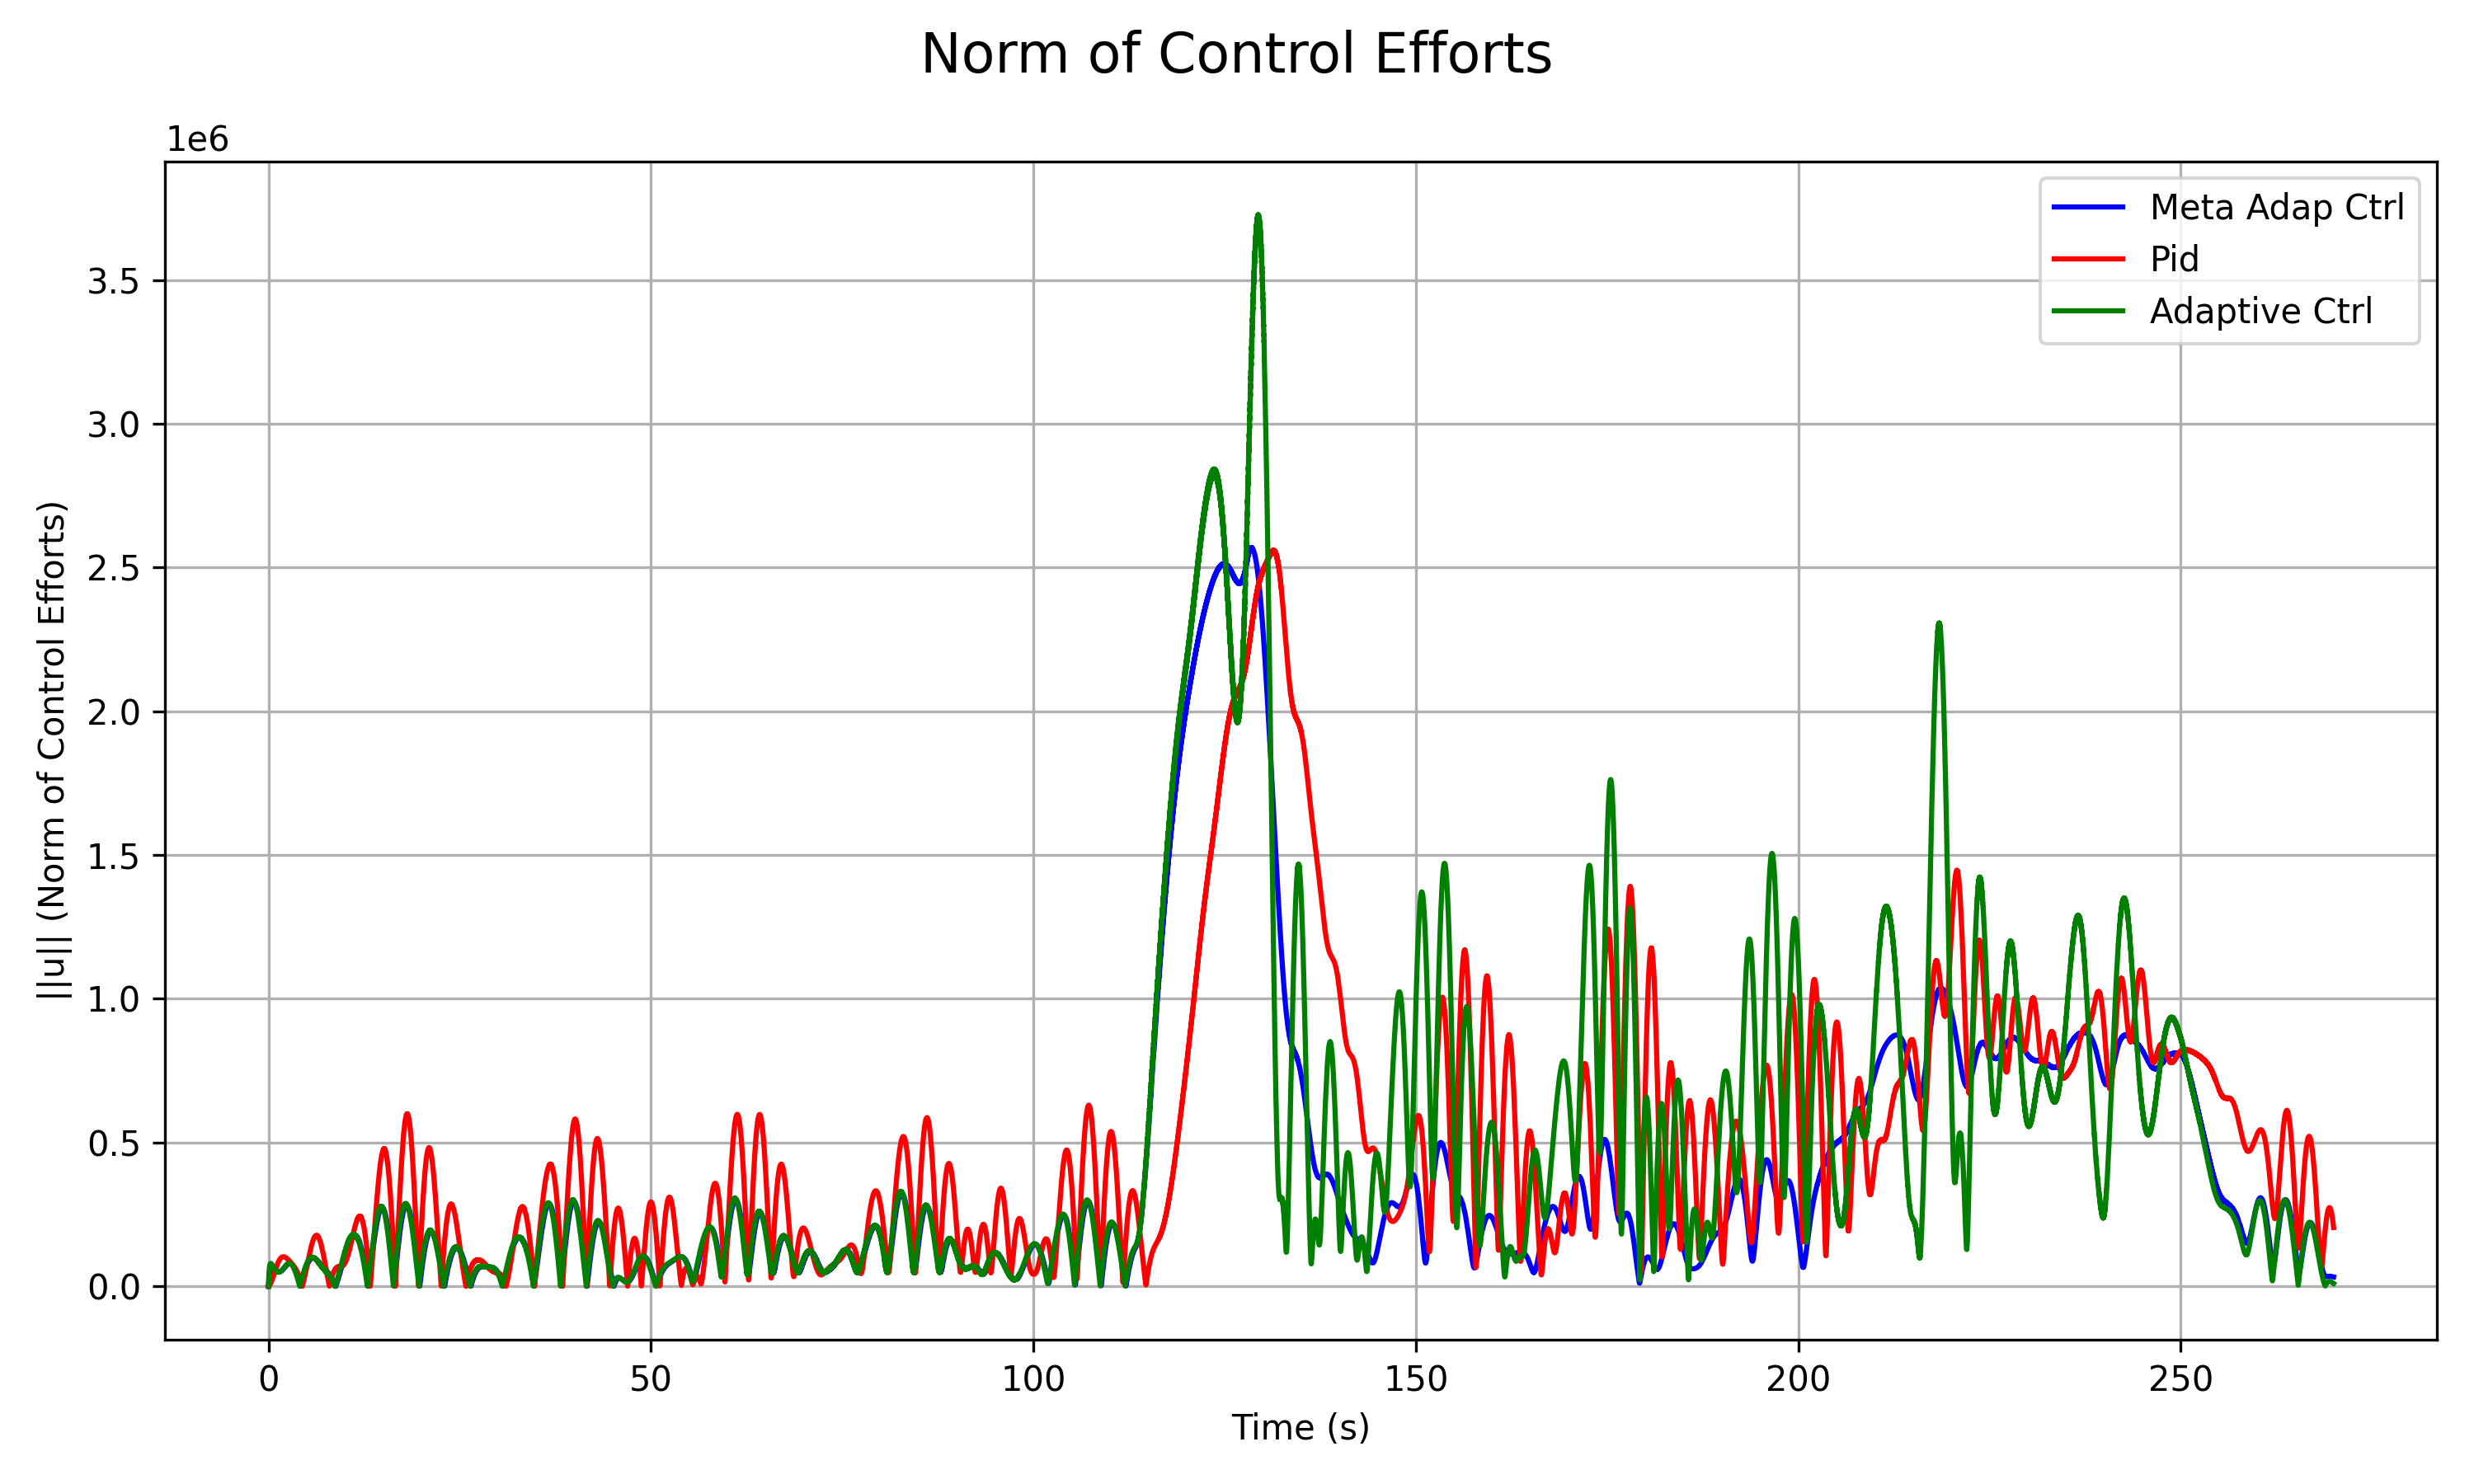 Norm of Control Efforts
1e6
Meta Adap Ctrl
Pid
Adaptive Ctrl
3.5
3.0
2.5
2.0
1.5
1.0
0.5
0.0
||u|| (Norm of Control Efforts)
0 50 100 150 200 250
Time (s)